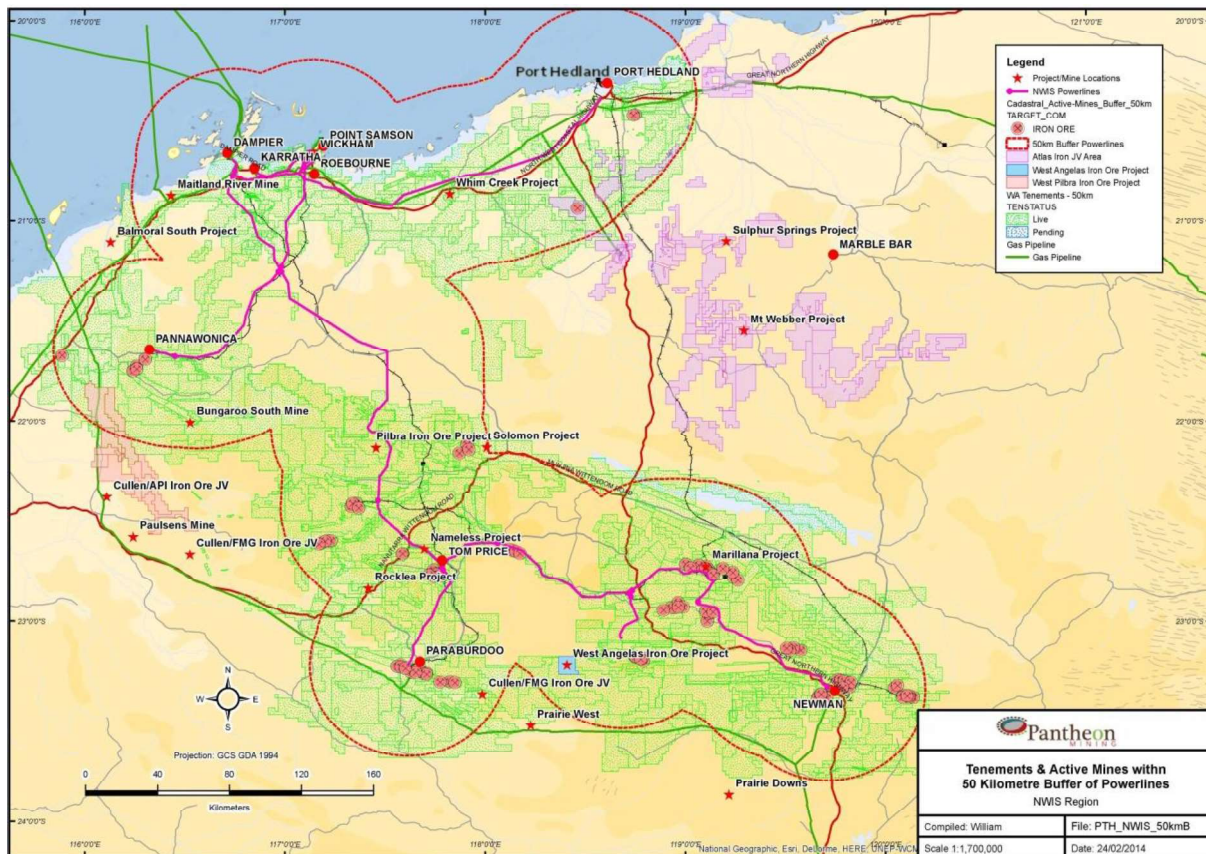 116°0'0"E
117°0'0"E
118°0'0"E
119°0'0"E
120°0'0"E
121°0'0"E
20°0'0"S
20°0'0"S
Port Hedland
PORT HEDLAND
GREAT NORTHERN HIGHWAY
POINT SAMSON
WICKHAM
DAMPIER
KARRATHA
ROEBOURNE
Maitland River Mine
Whim Creek Project
21°0'0"S
21°0'0"S
Balmoral South Project
Sulphur Springs Project
MARBLE BAR
Mt Webber Project
PANNAWONICA
22°0'0"S
22°0'0"S
Bungaroo South Mine
Pilbra Iron Ore Project
Solomon Project
Cullen/API Iron Ore JV
Paulsens Mine
Cullen/FMG Iron Ore JV
Nameless Project
TOM PRICE
Marillana Project
Rocklea Project
23°0'0"S
23°0'0"S
PARABURDOO
West Angelas Iron Ore Project
Cullen/FMG Iron Ore JV
NEWMAN
Prairie West
Prairie Downs
24°0'0"S
N
W
E
S
Projection: GCS GDA 1994
0 40 80 120 160
Kilometers
116°0'0"E
117°0'0"E
118°0'0"E
119°0'0"E
National Geographic, Esri, DeLorme, HERE, UNEP-WCM
Legend
Project/Mine Locations
NWIS Powerlines
Cadastral_Active-Mines_Buffer_50km
TARGET_COM
IRON ORE
50km Buffer Powerlines
Atlas Iron JV Area
West Angelas Iron Ore Project
West Pilbra Iron Ore Project
WA Tenements - 50km
TENSTATUS
Live
Pending
Gas Pipeline
Gas Pipeline
Pantheon
MINING
Tenements & Active Mines withn
50 Kilometre Buffer of Powerlines
NWIS Region
Compiled: William
File: PTH_NWIS_50kmB
Scale 1:1,700,000
Date: 24/02/2014